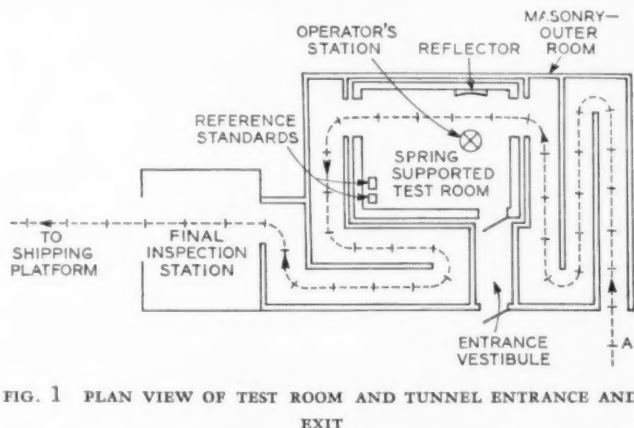 OPERATOR'S
STATION
REFLECTOR
MASONRY—
OUTER
ROOM
REFERENCE
STANDARDS
SPRING
SUPPORTED
TEST ROOM
TO
SHIPPING
PLATFORM
FINAL
INSPECTION
STATION
ENTRANCE
VESTIBULE
A
FIG. 1 PLAN VIEW OF TEST ROOM AND TUNNEL ENTRANCE AND
EXIT